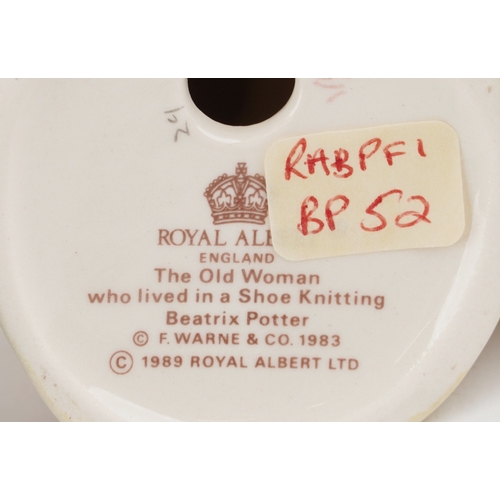 RABPF1
BP 52
ROYAL ALBE
ENGLAND
The Old Woman
who lived in a Shoe Knitting
Beatrix Potter
© F. WARNE & CO. 1983
© 1989 ROYAL ALBERT LTD